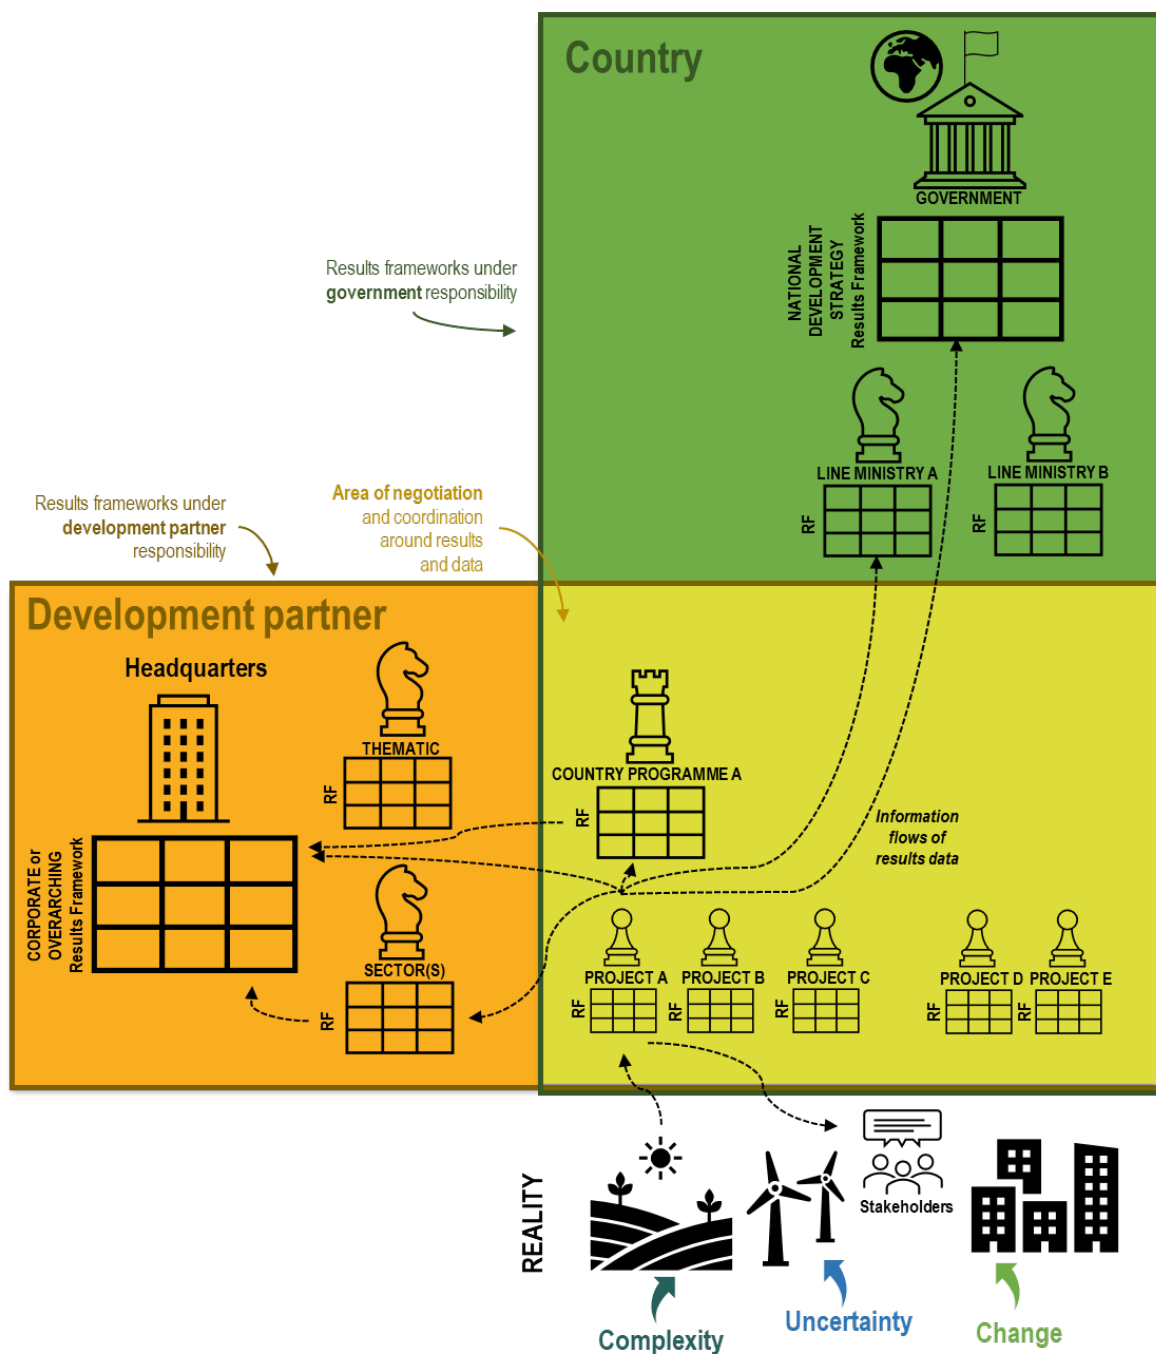 Country
GOVERNMENT
NATIONAL
DEVELOPMENT
STRATEGY
Results Framework
Results frameworks under
government responsibility
LINE MINISTRY A
RF
LINE MINISTRY B
RF
Results frameworks under
development partner
responsibility
Area of negotiation
and coordination
around results
and data
Development partner
Headquarters
CORPORATE or
OVERARCHING
Results Framework
THEMATIC
RF
SECTOR(S)
RF
COUNTRY PROGRAMME A
RF
Information
flows of
results data
PROJECT A
RF
PROJECT B
RF
PROJECT C
RF
PROJECT D
RF
PROJECT E
RF
REALITY
Stakeholders
Complexity
Uncertainty
Change